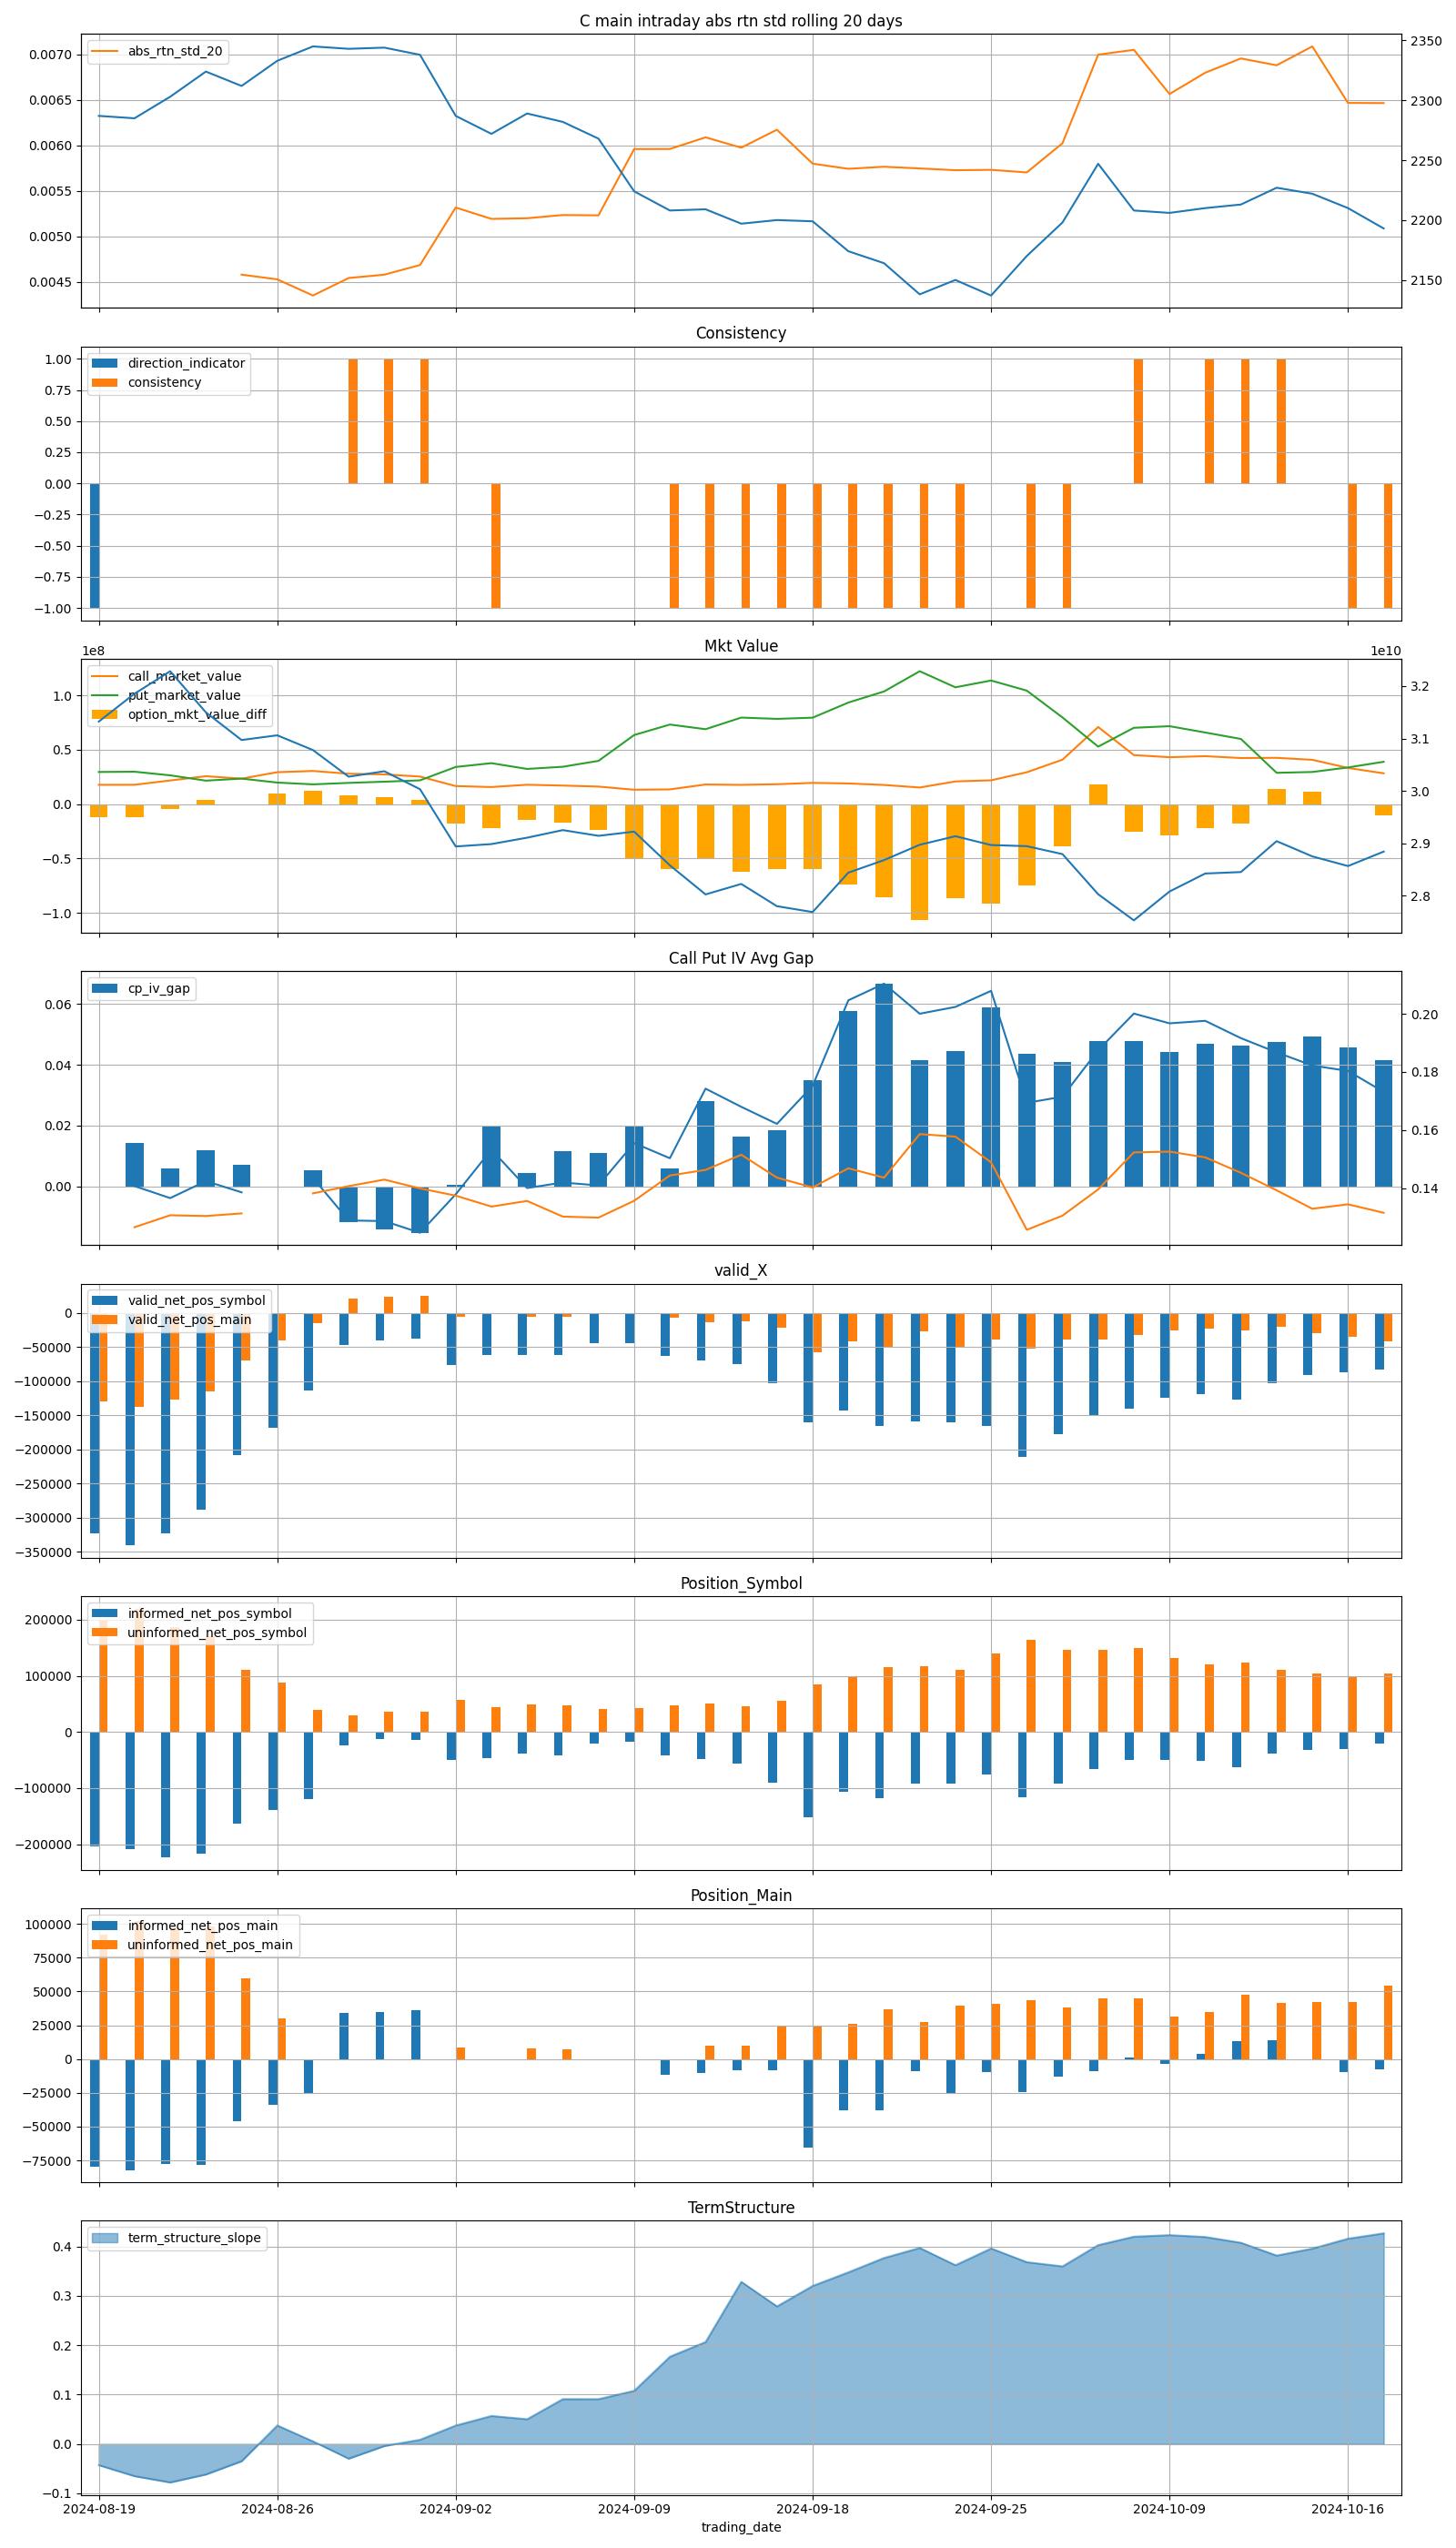 C main intraday abs rtn std rolling 20 days
abs_rtn_std_20
0.0070
0.0065
0.0060
0.0055
0.0050
0.0045
2350
2300
2250
2200
2150
Consistency
direction_indicator
consistency
1.00
0.75
0.50
0.25
0.00
−0.25
−0.50
−0.75
−1.00
Mkt Value
1e8
1e10
call_market_value
put_market_value
option_mkt_value_diff
1.0
0.5
0.0
−0.5
−1.0
3.2
3.1
3.0
2.9
2.8
Call Put IV Avg Gap
cp_iv_gap
0.06
0.04
0.02
0.00
0.20
0.18
0.16
0.14
valid_X
valid_net_pos_symbol
valid_net_pos_main
0
−50000
−100000
−150000
−200000
−250000
−300000
−350000
Position_Symbol
informed_net_pos_symbol
uninformed_net_pos_symbol
200000
100000
0
−100000
−200000
Position_Main
informed_net_pos_main
uninformed_net_pos_main
100000
75000
50000
25000
0
−25000
−50000
−75000
TermStructure
term_structure_slope
0.4
0.3
0.2
0.1
0.0
−0.1
2024-08-19
2024-08-26
2024-09-02
2024-09-09
2024-09-18
2024-09-25
2024-10-09
2024-10-16
trading_date